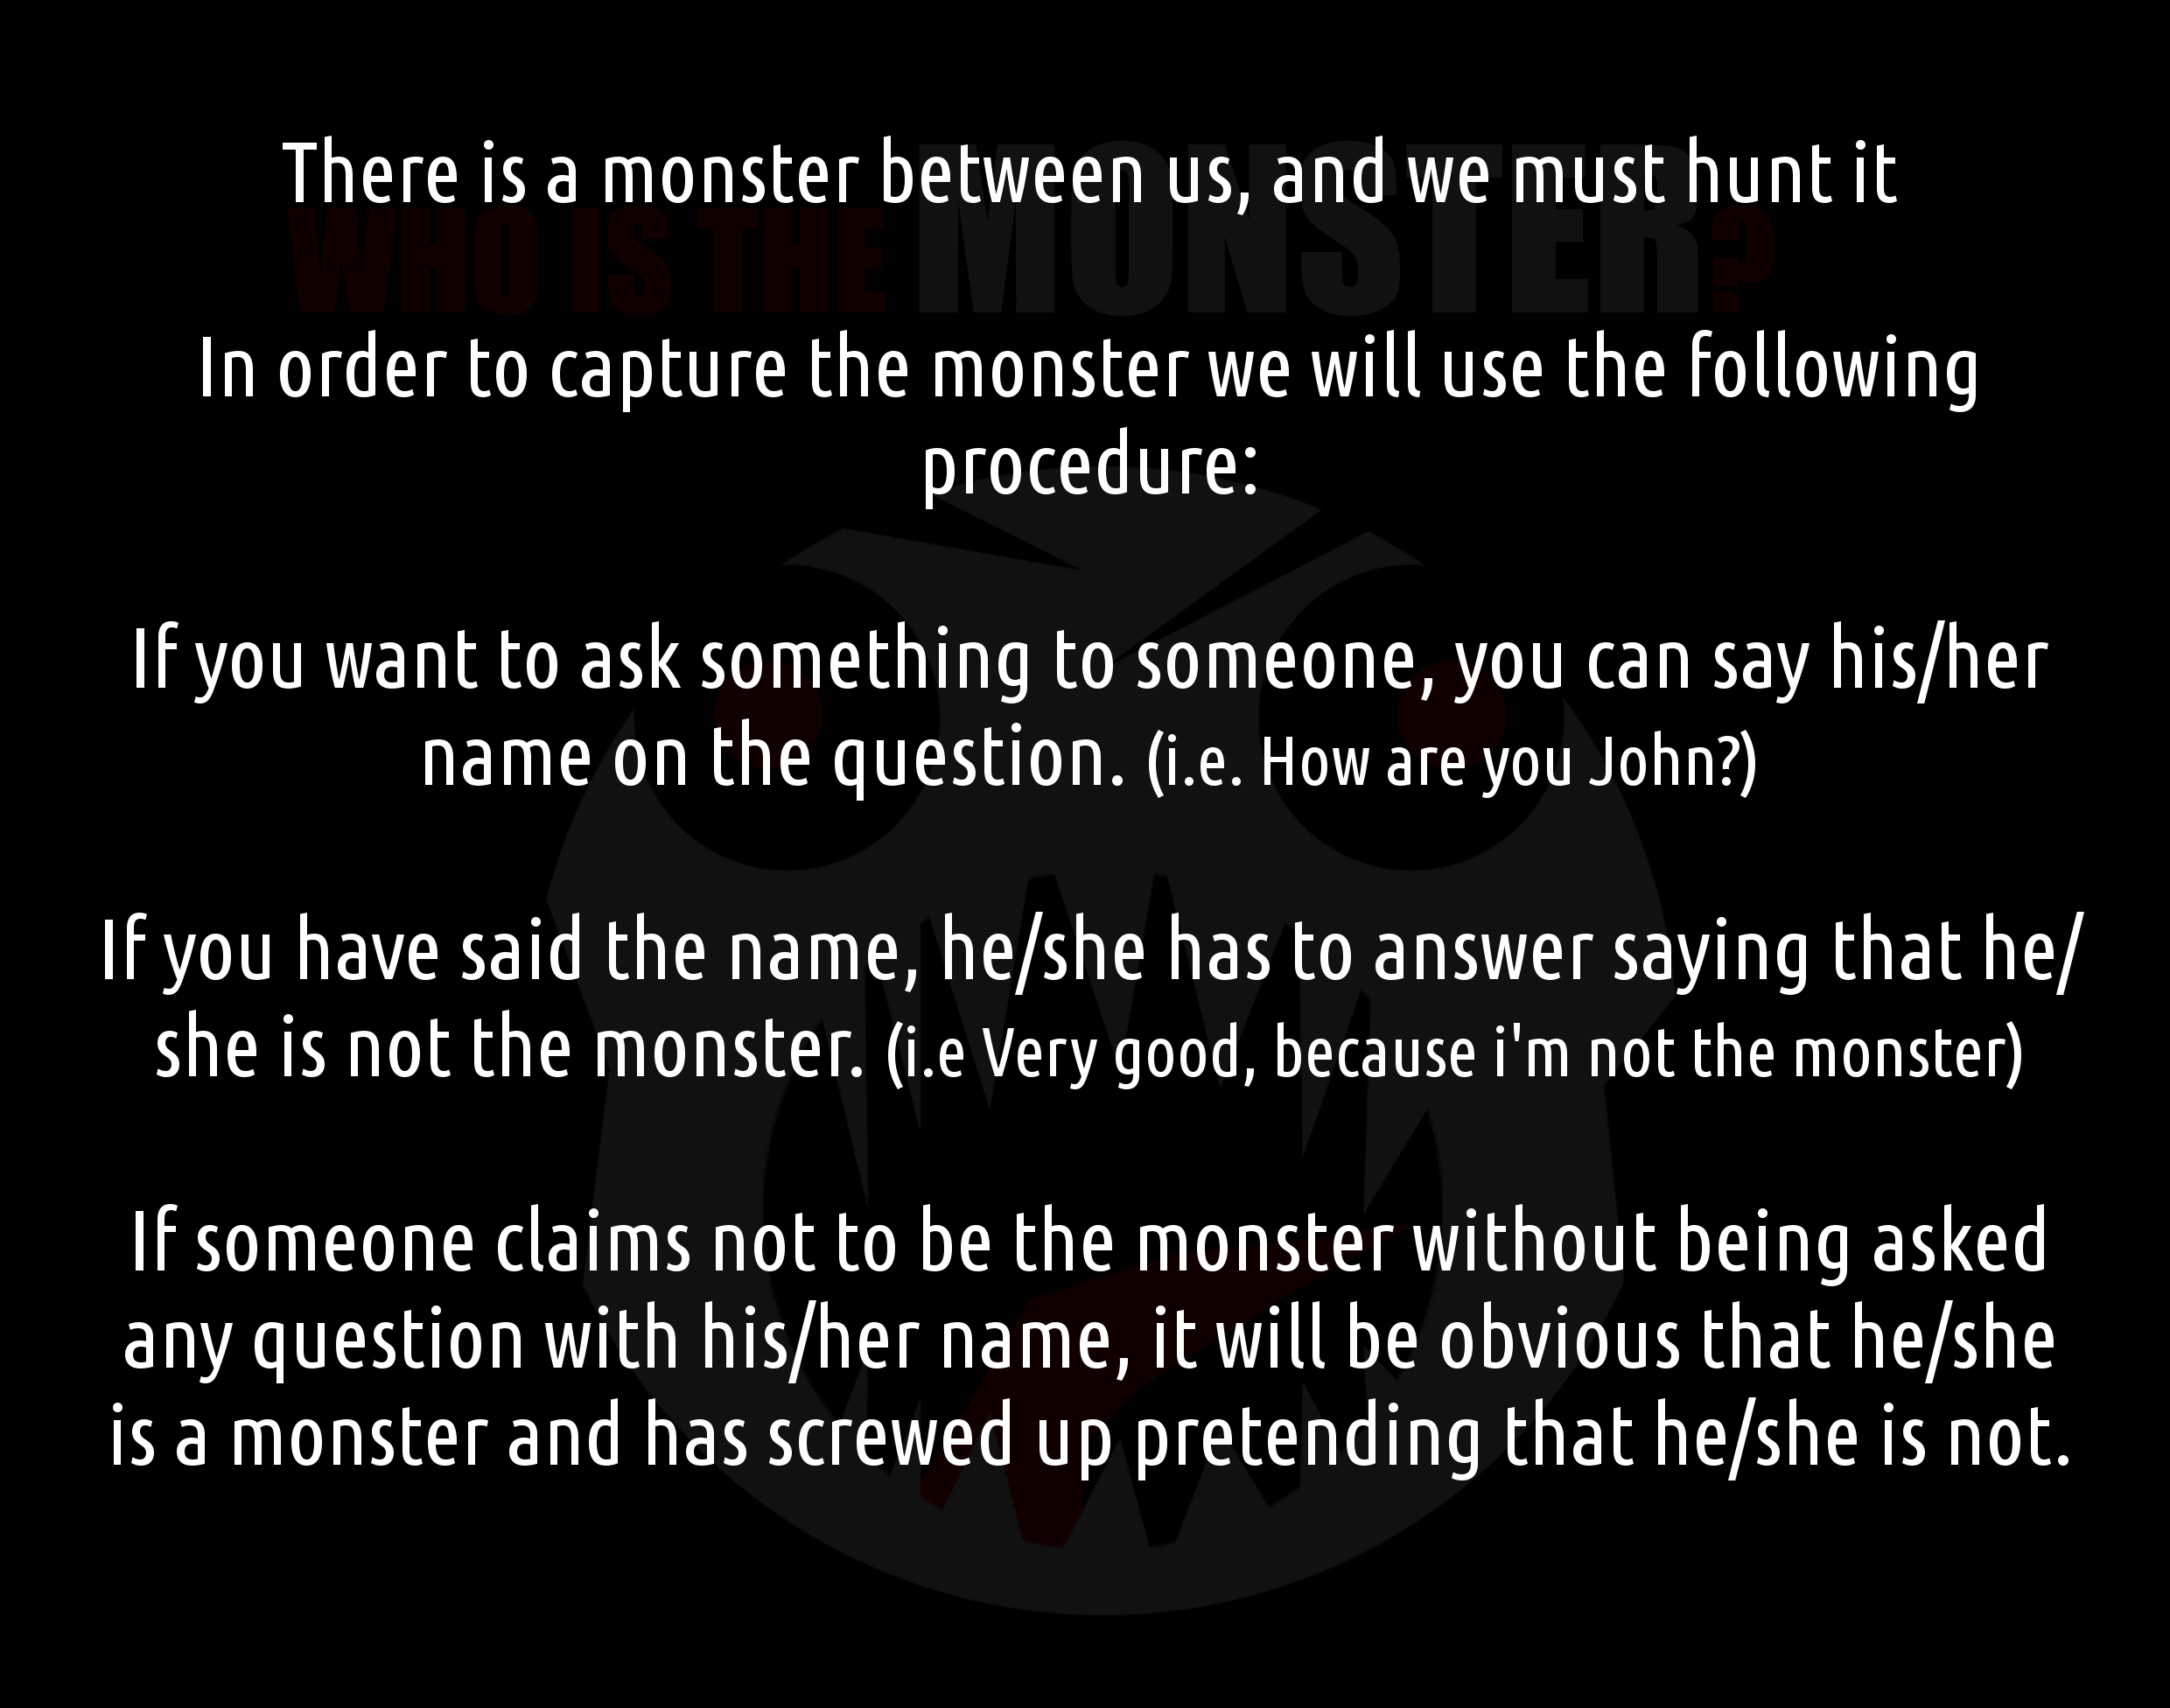 There is a monster between us, and we must hunt it
WHO IS THE MONSTER?
In order to capture the monster we will use the following
procedure:
If you want to ask something to someone, you can say his/her
name on the question. (i.e. How are you John?)
If you have said the name, he/she has to answer saying that he/
she is not the monster. (i.e Very good, because i'm not the monster)
If someone claims not to be the monster without being asked
any question with his/her name, it will be obvious that he/she
is a monster and has screwed up pretending that he/she is not.